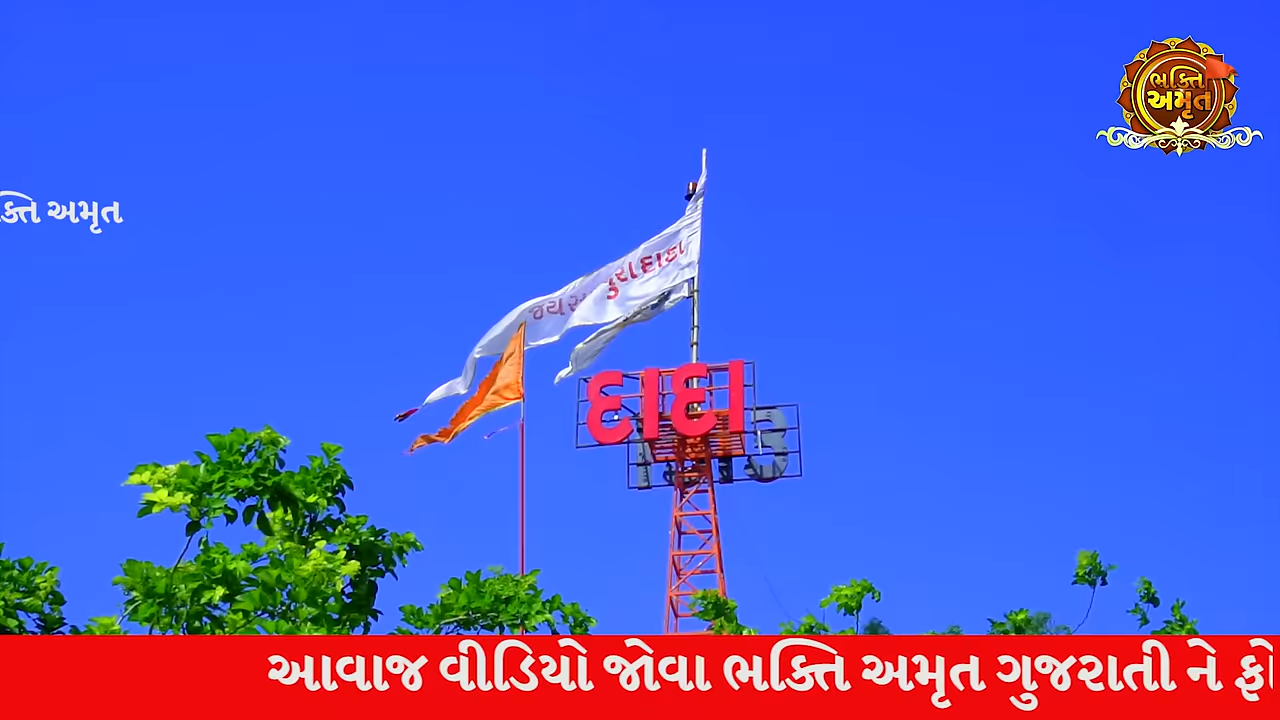 ભક્તિ
અમૃત
ક્તિ અમૃત
દાદા
આવાજ વીડિયો જોવા ભક્તિ અમૃત ગુજરાતી ને ફો